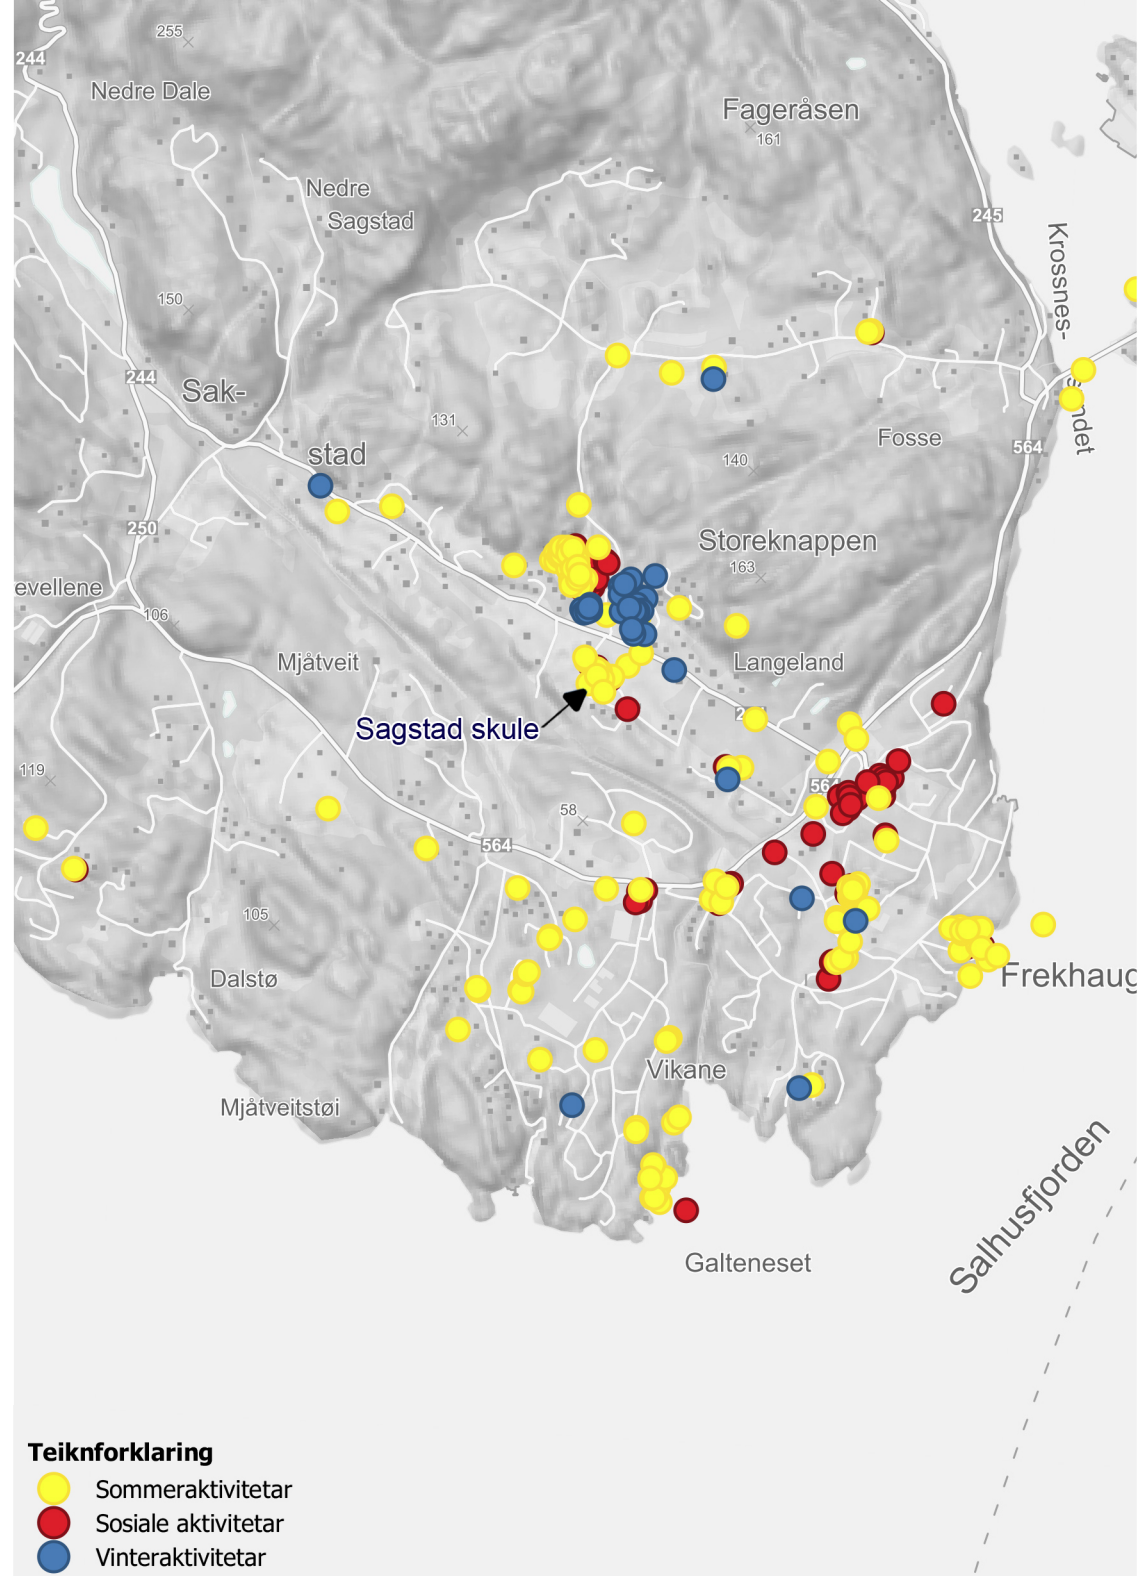 255
244
Nedre Dale
Fageråsen
161
Nedre
Sagstad
245
Krossnes-
150
244
Sak-
131
stad
140
Fosse
564
250
Storeknappen
163
evellene
106
Mjåtveit
Langeland
Sagstad skule
119
564
58
564
105
Dalstø
Frekhaug
Vikane
Mjåtveitstøi
Salhusfjorden
Galteneset
Teiknforklaring
Sommeraktivitetar
Sosiale aktivitetar
Vinteraktivitetar